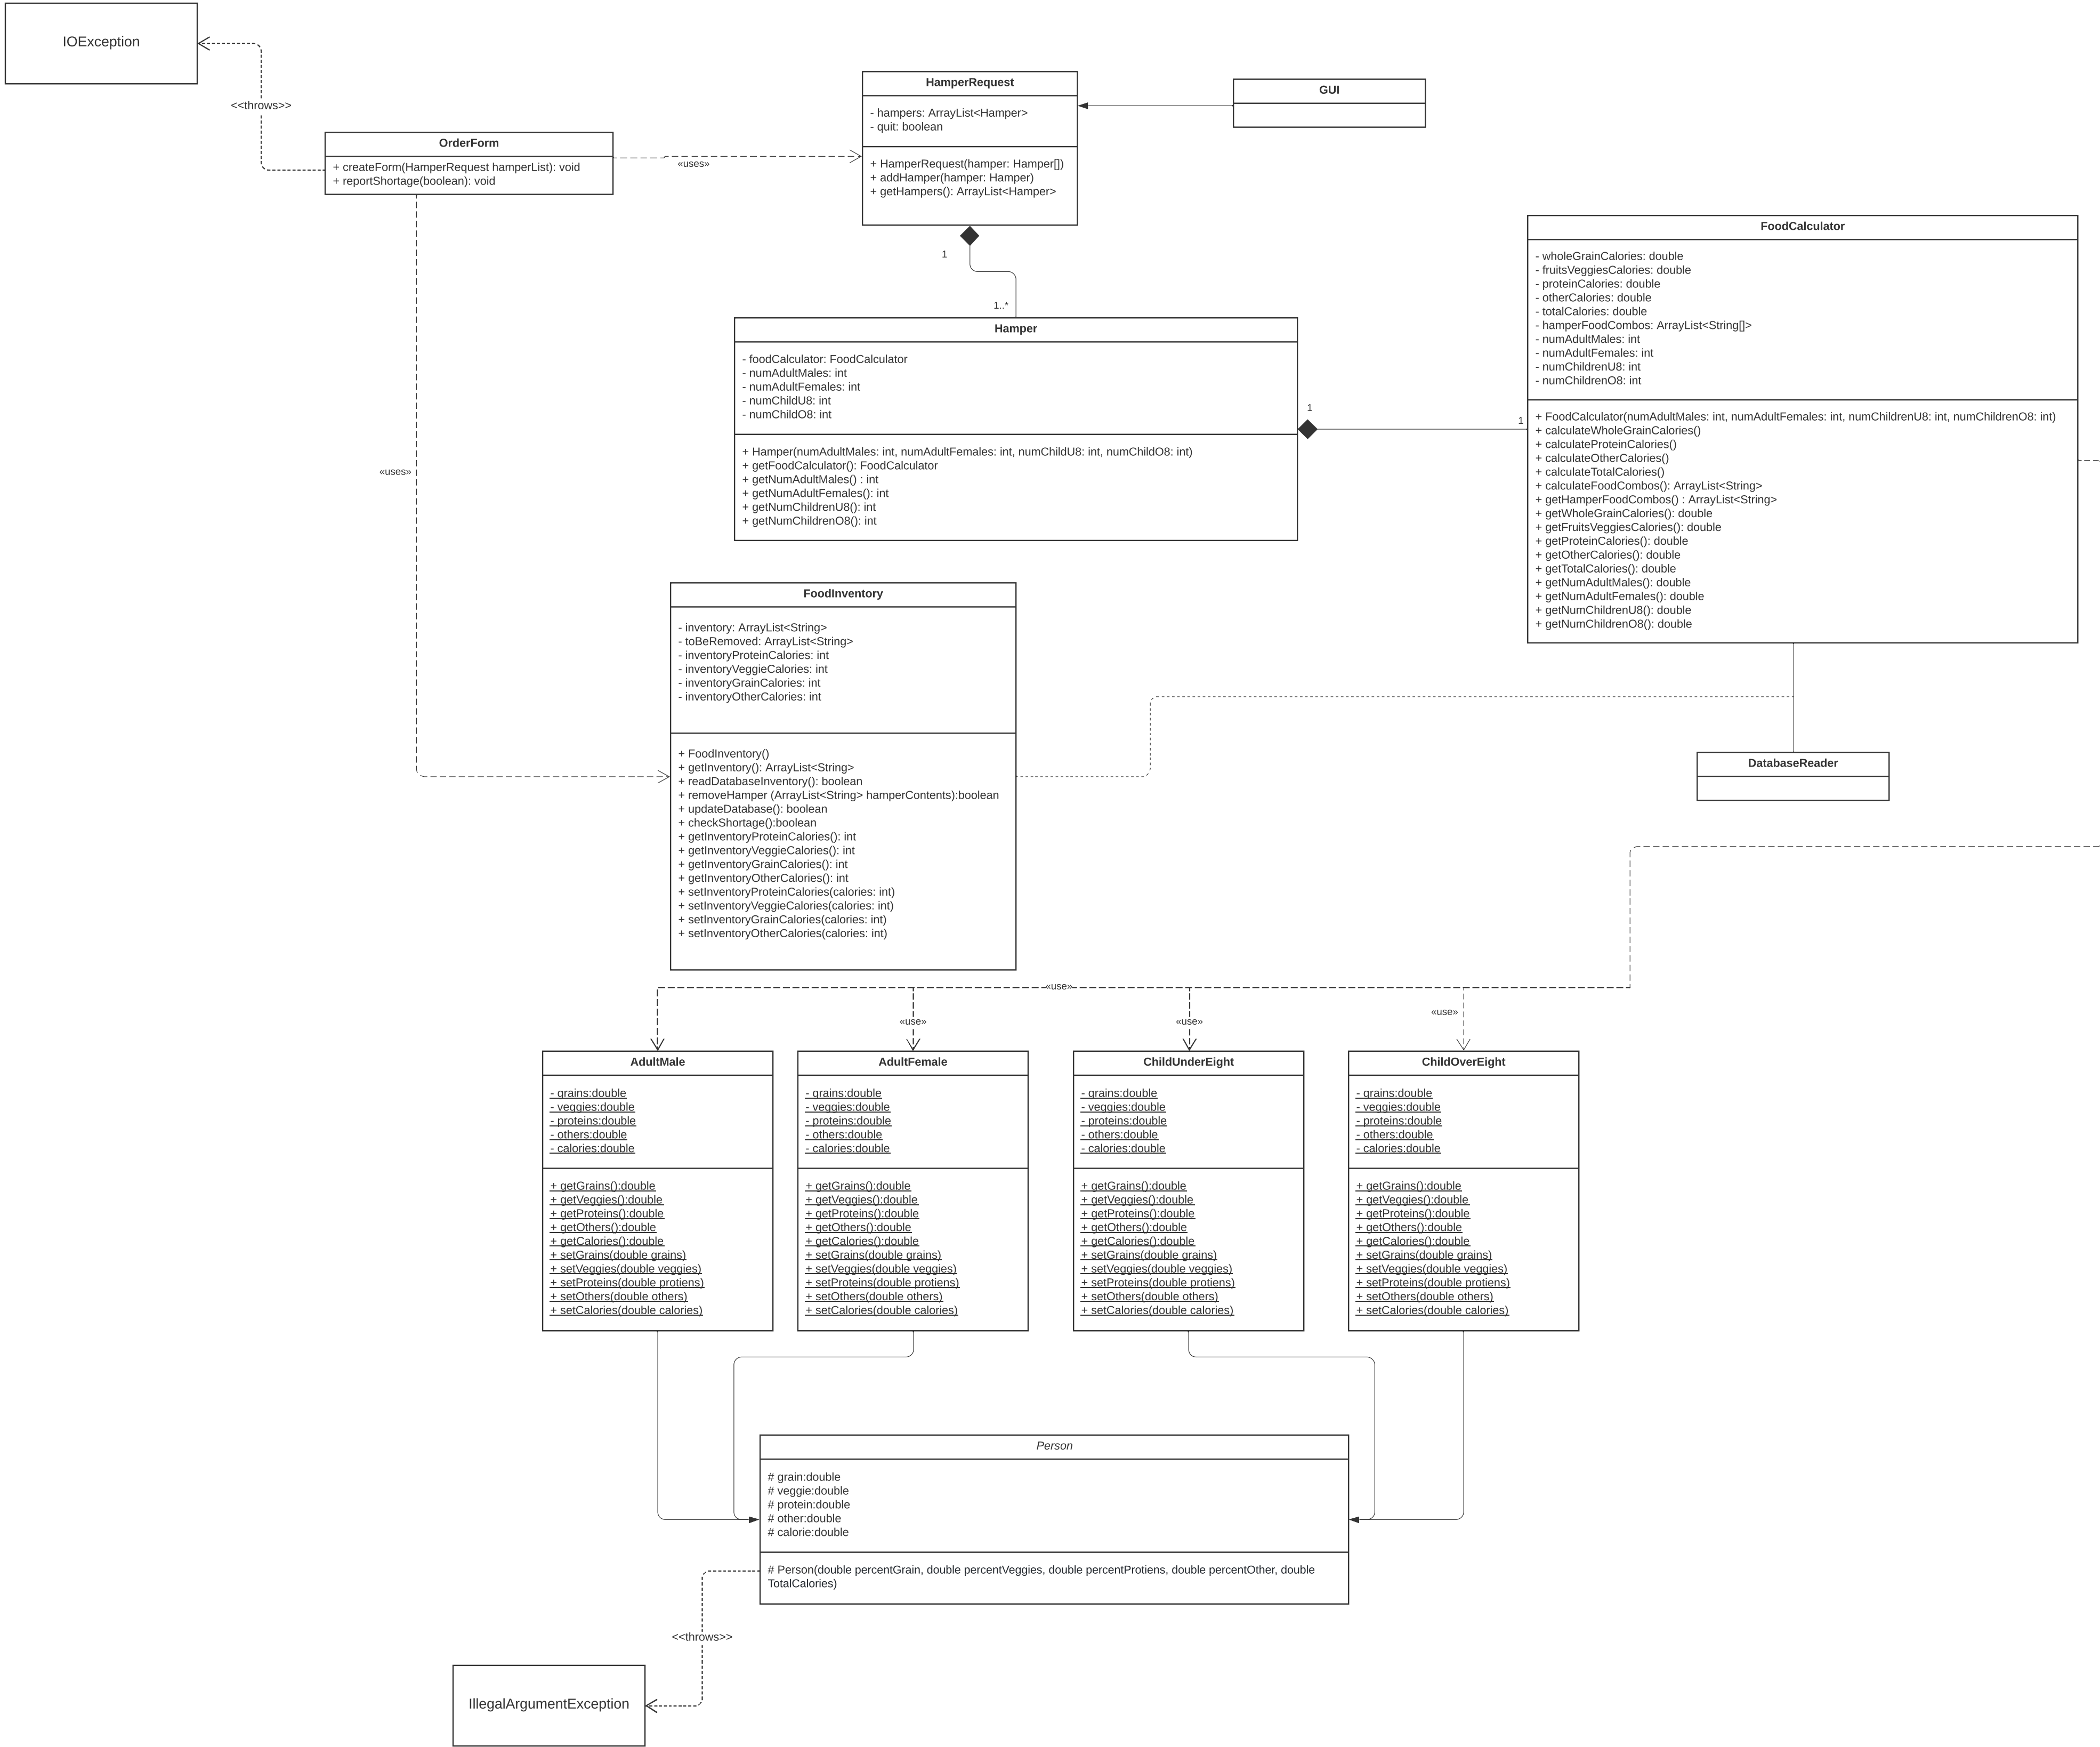 IOException
<<throws>>
OrderForm
+ createForm(HamperRequest hamperList): void
+ reportShortage(boolean): void
«uses»
«uses»
HamperRequest
- hampers: ArrayList<Hamper>
- quit: boolean
+ HamperRequest(hamper: Hamper[])
+ addHamper(hamper: Hamper)
+ getHampers(): ArrayList<Hamper>
GUI
1
1..*
Hamper
- foodCalculator: FoodCalculator
- numAdultMales: int
- numAdultFemales: int
- numChildU8: int
- numChildO8: int
+ Hamper(numAdultMales: int, numAdultFemales: int, numChildU8: int, numChildO8: int)
+ getFoodCalculator(): FoodCalculator
+ getNumAdultMales() : int
+ getNumAdultFemales(): int
+ getNumChildrenU8(): int
+ getNumChildrenO8(): int
1
1
FoodCalculator
- wholeGrainCalories: double
- fruitsVeggiesCalories: double
- proteinCalories: double
- otherCalories: double
- totalCalories: double
- hamperFoodCombos: ArrayList<String[]>
- numAdultMales: int
- numAdultFemales: int
- numChildrenU8: int
- numChildrenO8: int
+ FoodCalculator(numAdultMales: int, numAdultFemales: int, numChildrenU8: int, numChildrenO8: int)
+ calculateWholeGrainCalories()
+ calculateProteinCalories()
+ calculateOtherCalories()
+ calculateTotalCalories()
+ calculateFoodCombos(): ArrayList<String>
+ getHamperFoodCombos() : ArrayList<String>
+ getWholeGrainCalories(): double
+ getFruitsVeggiesCalories(): double
+ getProteinCalories(): double
+ getOtherCalories(): double
+ getTotalCalories(): double
+ getNumAdultMales(): double
+ getNumAdultFemales(): double
+ getNumChildrenU8(): double
+ getNumChildrenO8(): double
FoodInventory
- inventory: ArrayList<String>
- toBeRemoved: ArrayList<String>
- inventoryProteinCalories: int
- inventoryVeggieCalories: int
- inventoryGrainCalories: int
- inventoryOtherCalories: int
+ FoodInventory()
+ getInventory(): ArrayList<String>
+ readDatabaseInventory(): boolean
+ removeHamper (ArrayList<String> hamperContents):boolean
+ updateDatabase(): boolean
+ checkShortage():boolean
+ getInventoryProteinCalories(): int
+ getInventoryVeggieCalories(): int
+ getInventoryGrainCalories(): int
+ getInventoryOtherCalories(): int
+ setInventoryProteinCalories(calories: int)
+ setInventoryVeggieCalories(calories: int)
+ setInventoryGrainCalories(calories: int)
+ setInventoryOtherCalories(calories: int)
DatabaseReader
«use»
«use»
«use»
«use»
AdultMale
- grains:double
- veggies:double
- proteins:double
- others:double
- calories:double
+ getGrains():double
+ getVeggies():double
+ getProteins():double
+ getOthers():double
+ getCalories():double
+ setGrains(double grains)
+ setVeggies(double veggies)
+ setProteins(double protiens)
+ setOthers(double others)
+ setCalories(double calories)
AdultFemale
- grains:double
- veggies:double
- proteins:double
- others:double
- calories:double
+ getGrains():double
+ getVeggies():double
+ getProteins():double
+ getOthers():double
+ getCalories():double
+ setGrains(double grains)
+ setVeggies(double veggies)
+ setProteins(double protiens)
+ setOthers(double others)
+ setCalories(double calories)
ChildUnderEight
- grains:double
- veggies:double
- proteins:double
- others:double
- calories:double
+ getGrains():double
+ getVeggies():double
+ getProteins():double
+ getOthers():double
+ getCalories():double
+ setGrains(double grains)
+ setVeggies(double veggies)
+ setProteins(double protiens)
+ setOthers(double others)
+ setCalories(double calories)
ChildOverEight
- grains:double
- veggies:double
- proteins:double
- others:double
- calories:double
+ getGrains():double
+ getVeggies():double
+ getProteins():double
+ getOthers():double
+ getCalories():double
+ setGrains(double grains)
+ setVeggies(double veggies)
+ setProteins(double protiens)
+ setOthers(double others)
+ setCalories(double calories)
Person
# grain:double
# veggie:double
# protein:double
# other:double
# calorie:double
# Person(double percentGrain, double percentVeggies, double percentProtiens, double percentOther, double
TotalCalories)
<<throws>>
IllegalArgumentException